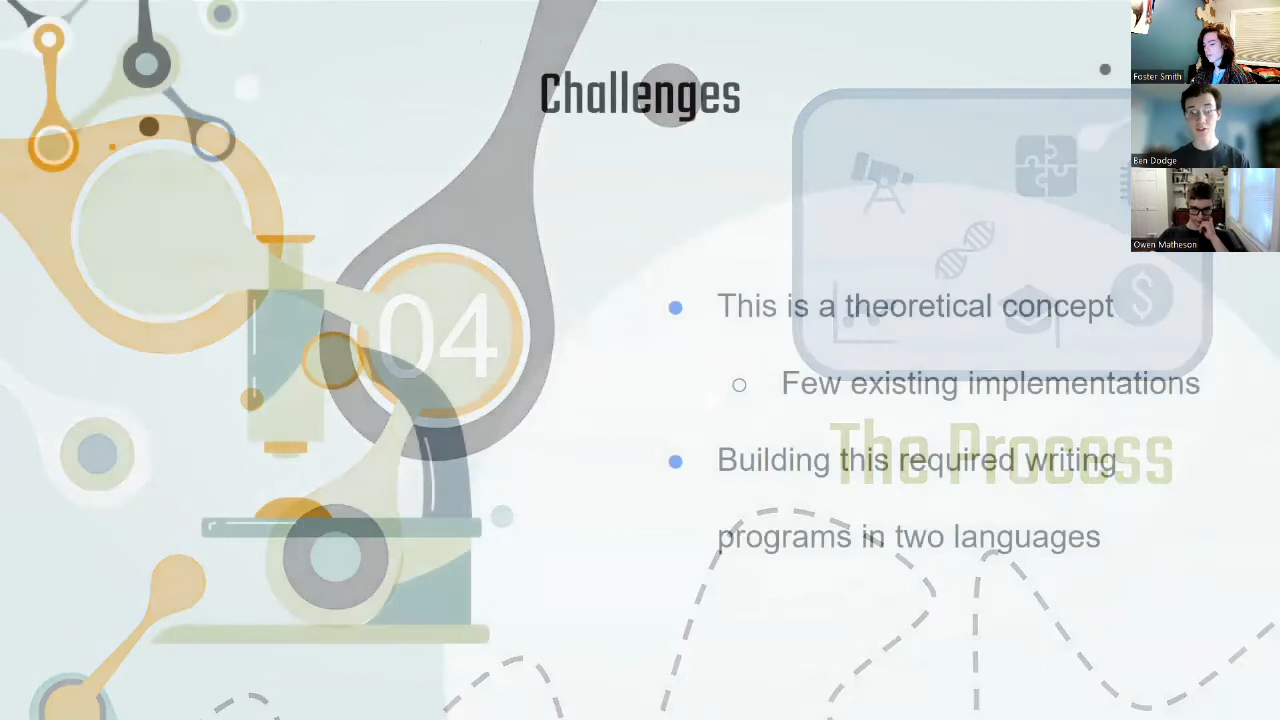 Challenges
04
This is a theoretical concept
Few existing implementations
The Process
Building this required writing
programs in two languages
Foster Smith
Ben Dodge
Owen Matheson
$